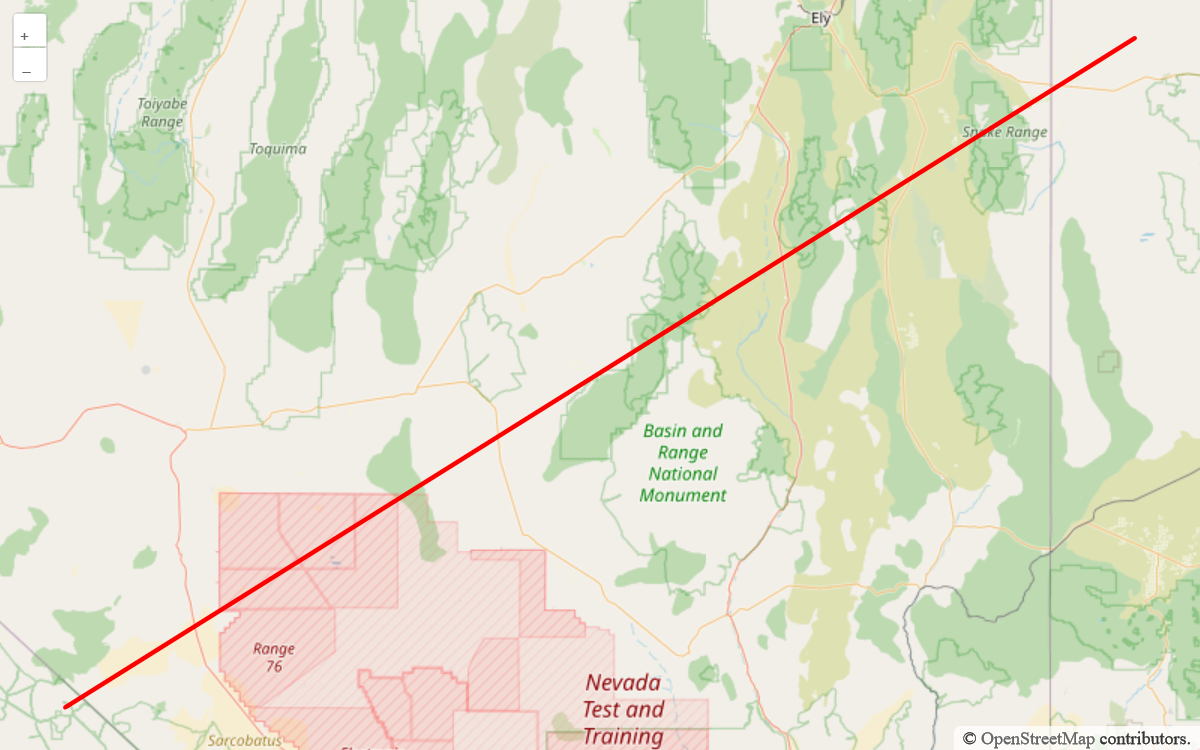 +
–
Ely
Toiyabe
Range
Toquima
Snake Range
Basin and
Range
National
Monument
Range
76
Nevada
Test and
Training
Sarcobatus
© OpenStreetMap contributors.